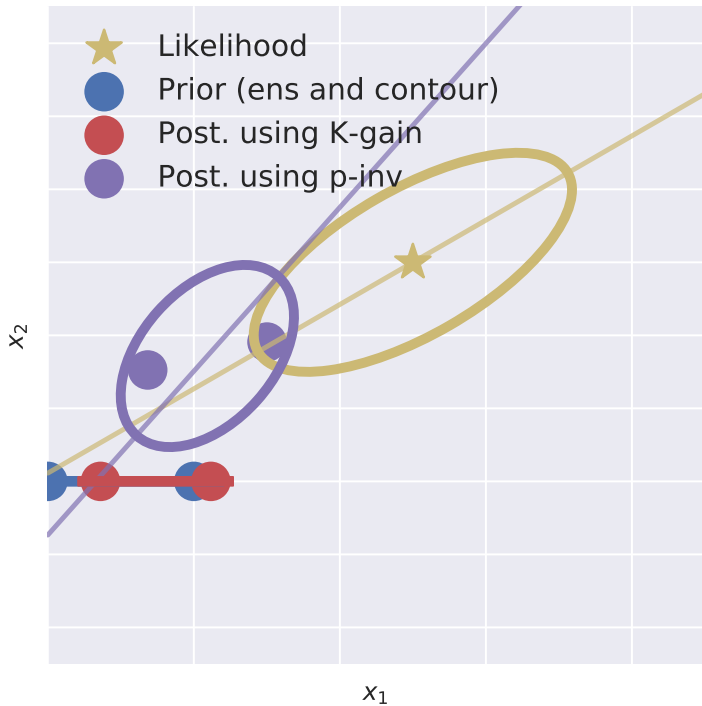 Likelihood
Prior (ens and contour)
Post. using K-gain
Post. using p-inv
x₂
x₁